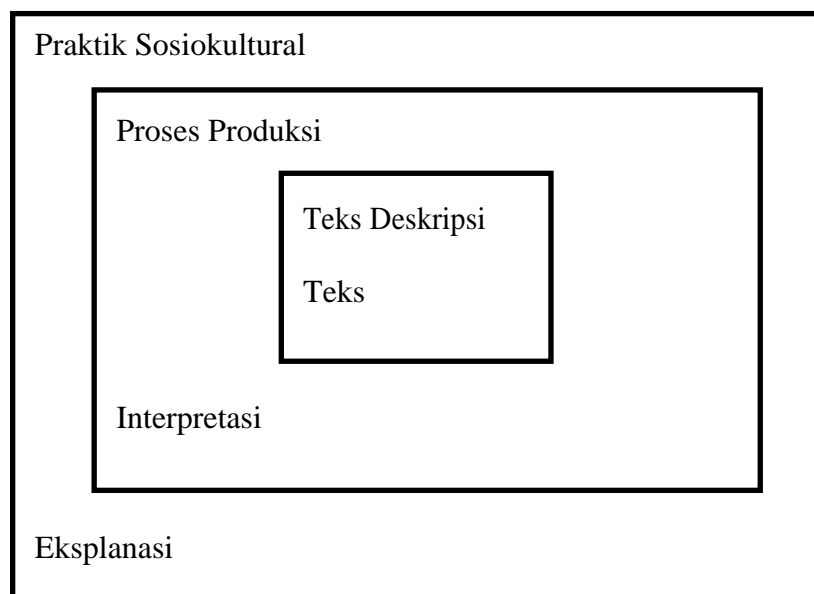 Praktik Sosiokultural
Proses Produksi
Teks Deskripsi
Teks
Interpretasi
Eksplanasi